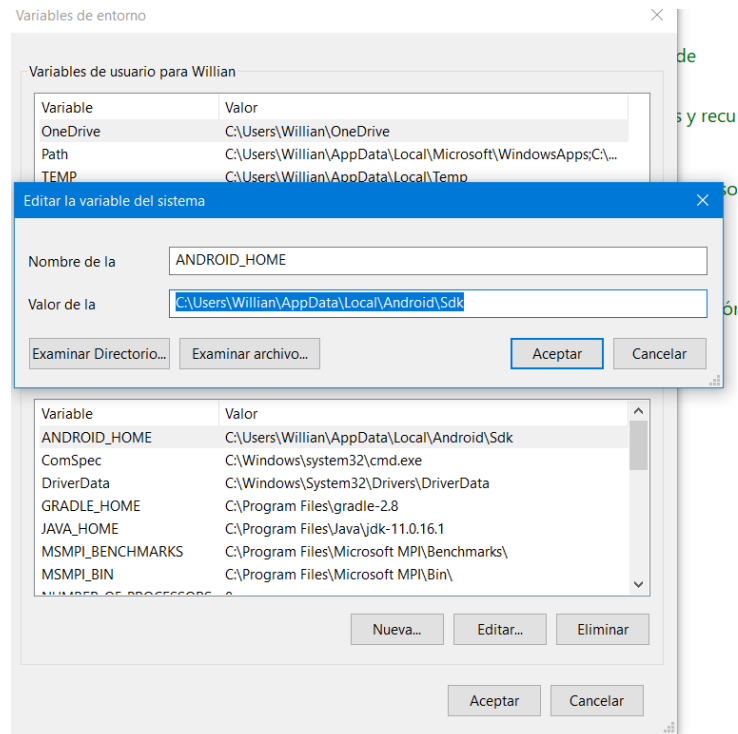 Variables de entorno
de
Variables de usuario para Willian
Variable Valor
s y recu
OneDrive C:\Users\Willian\OneDrive
Path C:\Users\Willian\AppData\Local\Microsoft\WindowsApps;C:\...
TEMP C:\Users\Willian\AppData\Local\Temp
Editar la variable del sistema
so
Nombre de la ANDROID_HOME
Valor de la C:\Users\Willian\AppData\Local\Android\Sdk
ón
Examinar Directorio... Examinar archivo... Aceptar Cancelar
Variable Valor
ANDROID_HOME C:\Users\Willian\AppData\Local\Android\Sdk
ComSpec C:\Windows\system32\cmd.exe
DriverData C:\Windows\System32\Drivers\DriverData
GRADLE_HOME C:\Program Files\gradle-2.8
JAVA_HOME C:\Program Files\Java\jdk-11.0.16.1
MSMPI_BENCHMARKS C:\Program Files\Microsoft MPI\Benchmarks\
MSMPI_BIN C:\Program Files\Microsoft MPI\Bin\
NUMBER_OF_PROCESSORS
Nueva... Editar... Eliminar
Aceptar Cancelar